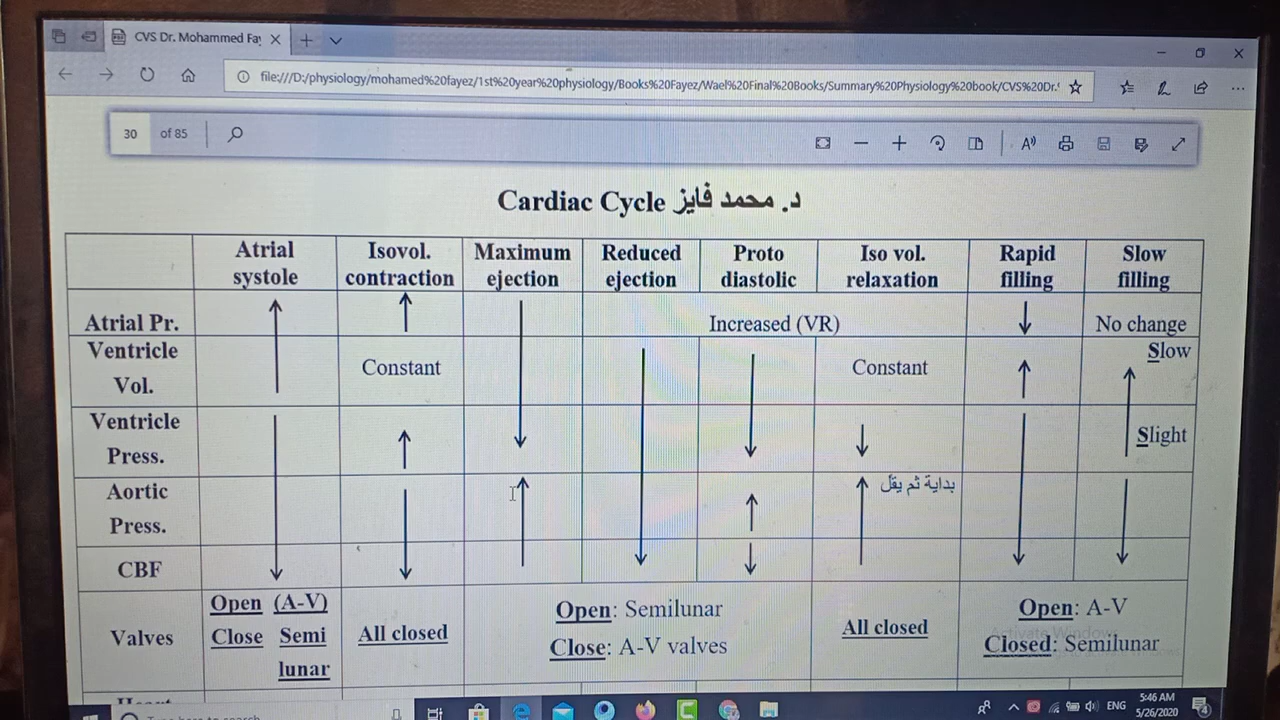 CVS Dr. Mohammed Fay
file:///D:/physiology/mohamed%20fayez/1st%20year%20physiology/Books%20Fayez/Wael%20Final%20Books/Summary%20Physiology%20book/CVS%20Dr.
30 of 85
Cardiac Cycle د. محمد فايز
Atrial systole
Isovol. contraction
Maximum ejection
Reduced ejection
Proto diastolic
Iso vol. relaxation
Rapid filling
Slow filling
Atrial Pr.
↑ ↑
Increased (VR)
↓
No change
Ventricle Vol.
Constant
Constant
↑
Slow
Ventricle Press.
↑
↓
Slight
Aortic Press.
↑
↑
بداية ثم يقل
CBF
↓
Valves
Open (A-V)
Close Semi lunar
All closed
Open: Semilunar
Close: A-V valves
All closed
Open: A-V
Closed: Semilunar
Activate Windows
ENG
5:46 AM
5/26/2020
4